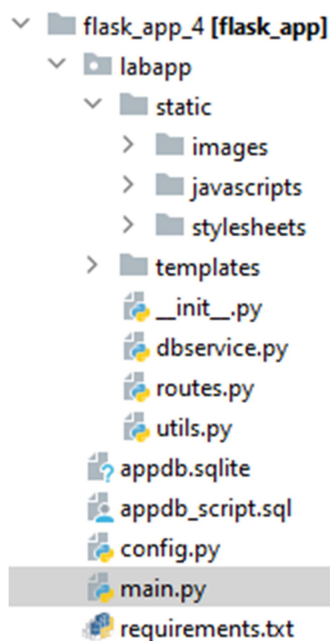 flask_app_4 [flask_app]
labapp
static
images
javascripts
stylesheets
templates
__init__.py
dbservice.py
routes.py
utils.py
appdb.sqlite
appdb_script.sql
config.py
main.py
requirements.txt